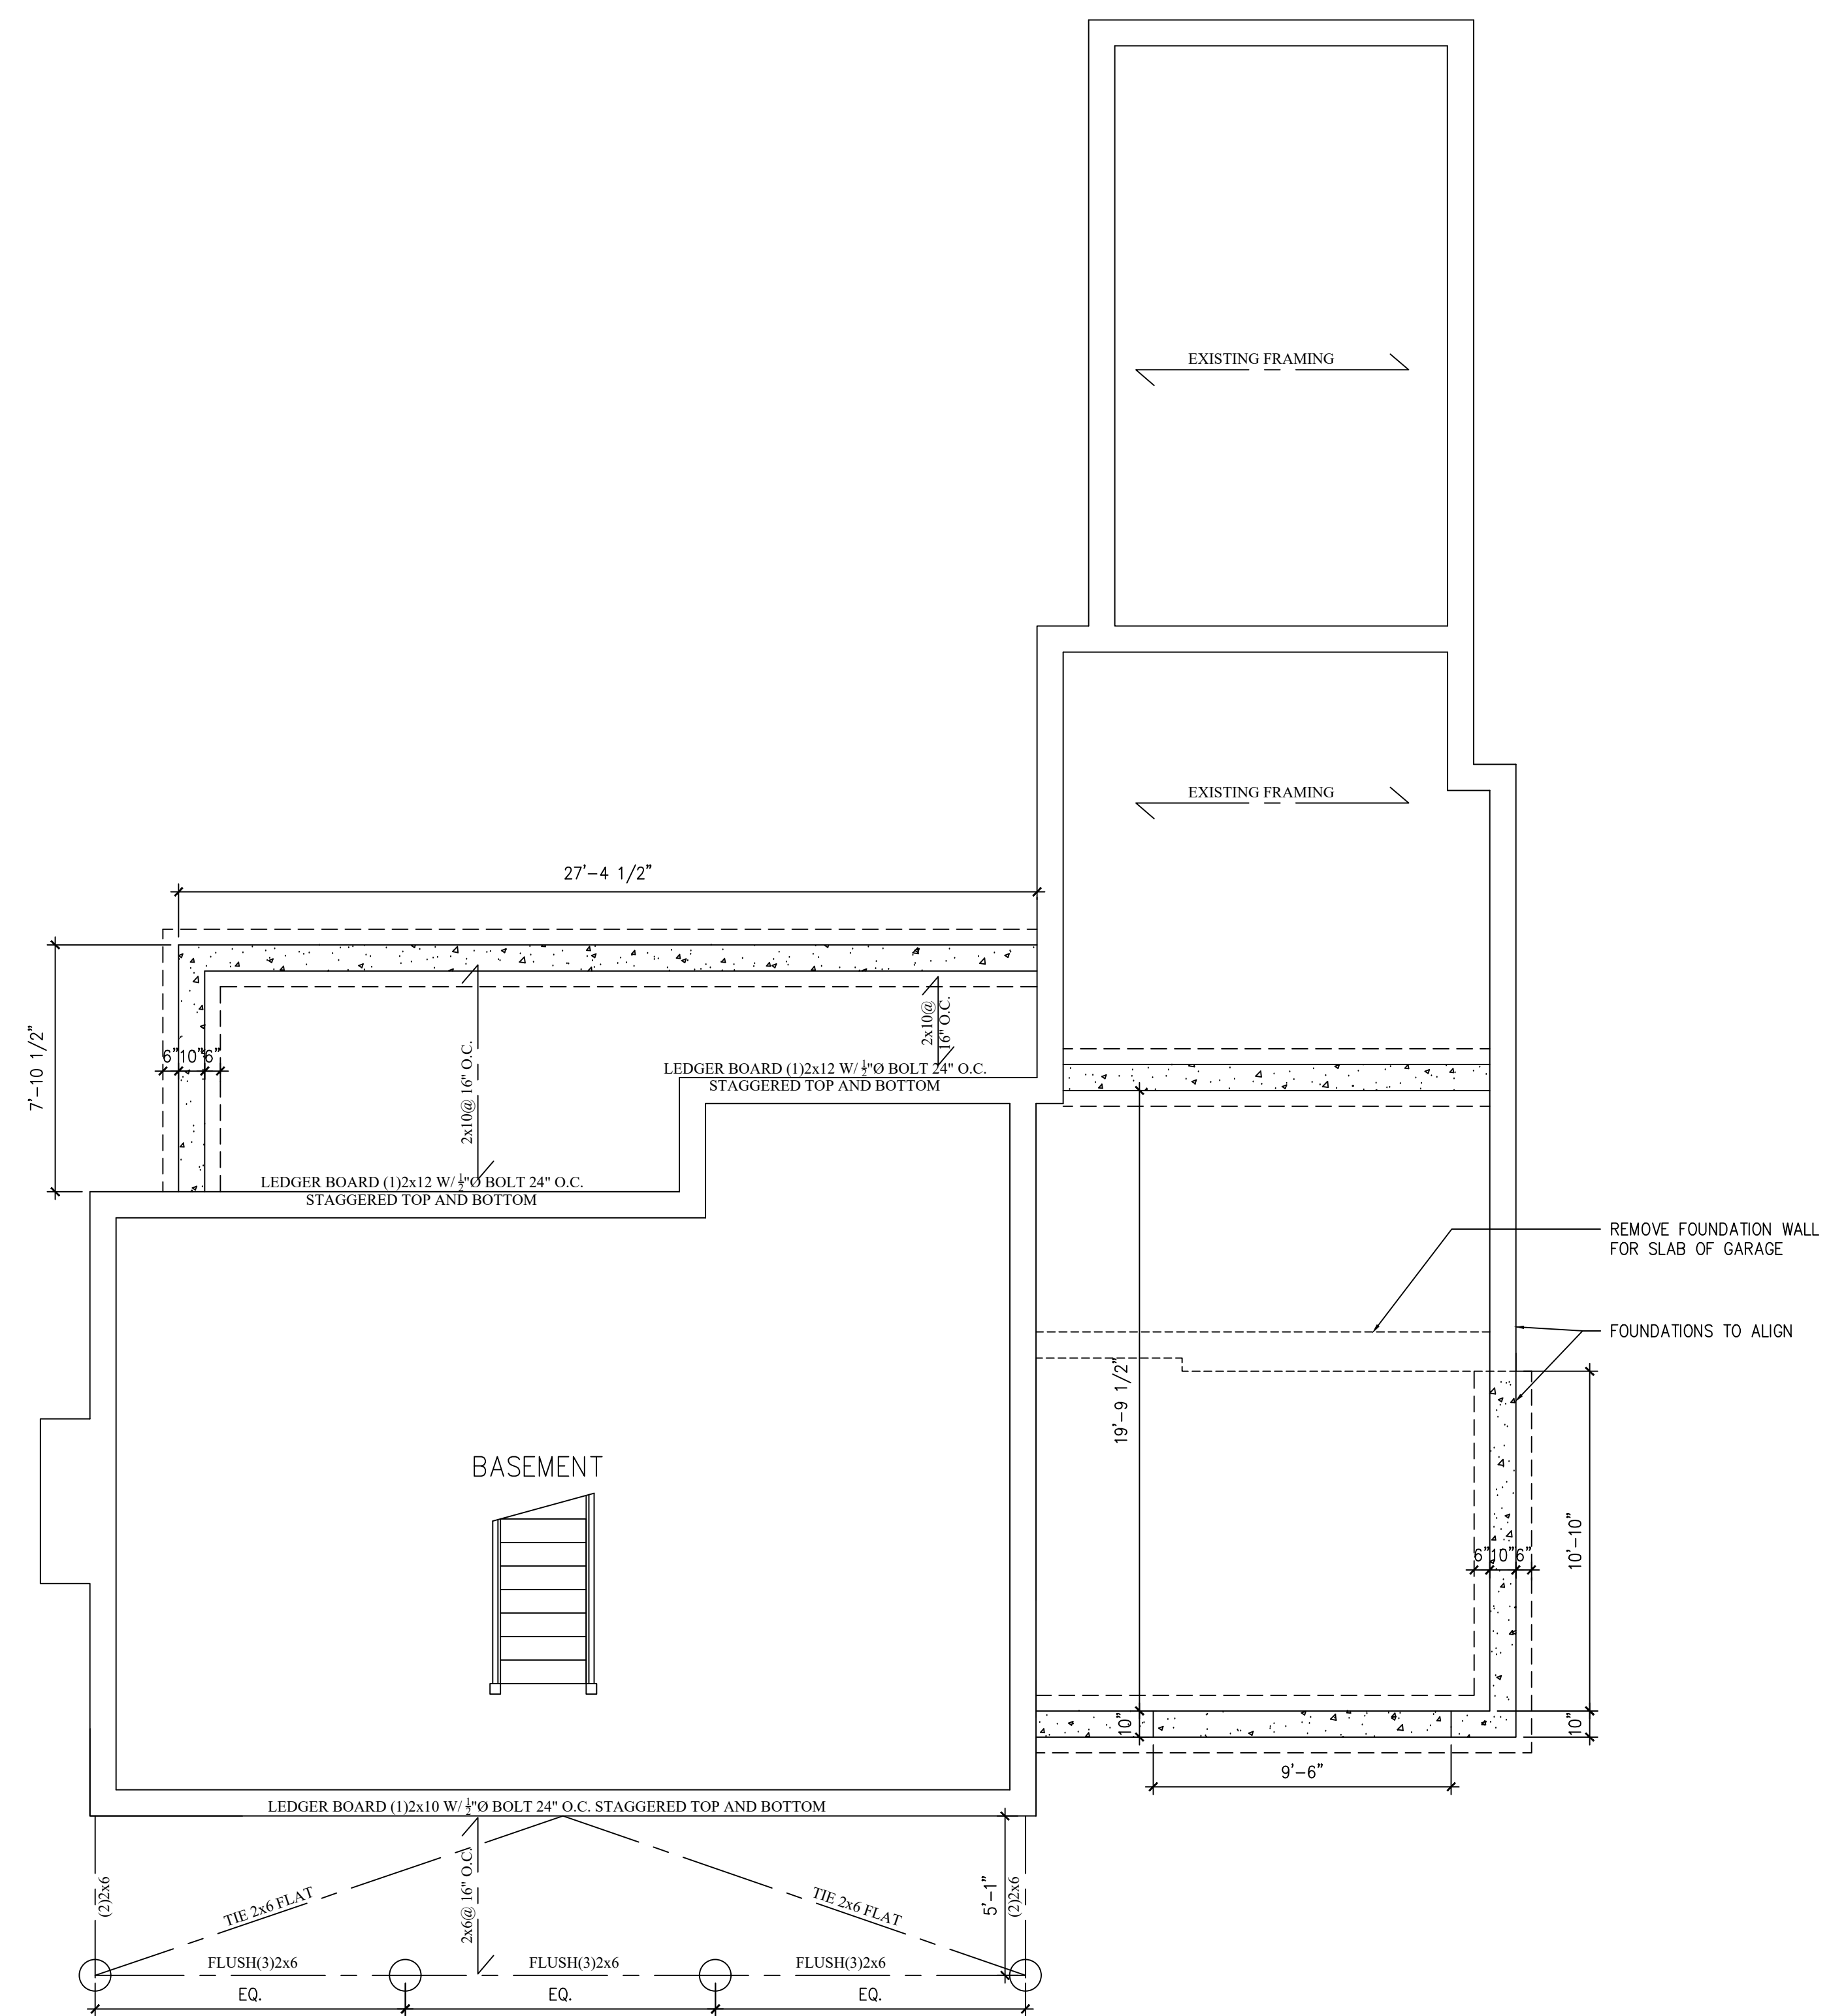 EXISTING FRAMING
EXISTING FRAMING
27'-4 1/2"
7'-10 1/2"
6"10"6"
2x10@ 16" O.C.
2x10@
16" O.C.
LEDGER BOARD (1)2x12 W/ 1/2"Ø BOLT 24" O.C.
STAGGERED TOP AND BOTTOM
LEDGER BOARD (1)2x12 W/ 1/2"Ø BOLT 24" O.C.
STAGGERED TOP AND BOTTOM
REMOVE FOUNDATION WALL
FOR SLAB OF GARAGE
FOUNDATIONS TO ALIGN
19'-9 1/2"
BASEMENT
10'-10"
6"10"6"
10"
10"
9'-6"
LEDGER BOARD (1)2x10 W/ 1/2"Ø BOLT 24" O.C. STAGGERED TOP AND BOTTOM
(2)2x6
TIE 2x6 FLAT
2x6@ 16" O.C.
TIE 2x6 FLAT
5'-1"
(2)2x6
FLUSH(3)2x6
FLUSH(3)2x6
FLUSH(3)2x6
EQ.
EQ.
EQ.